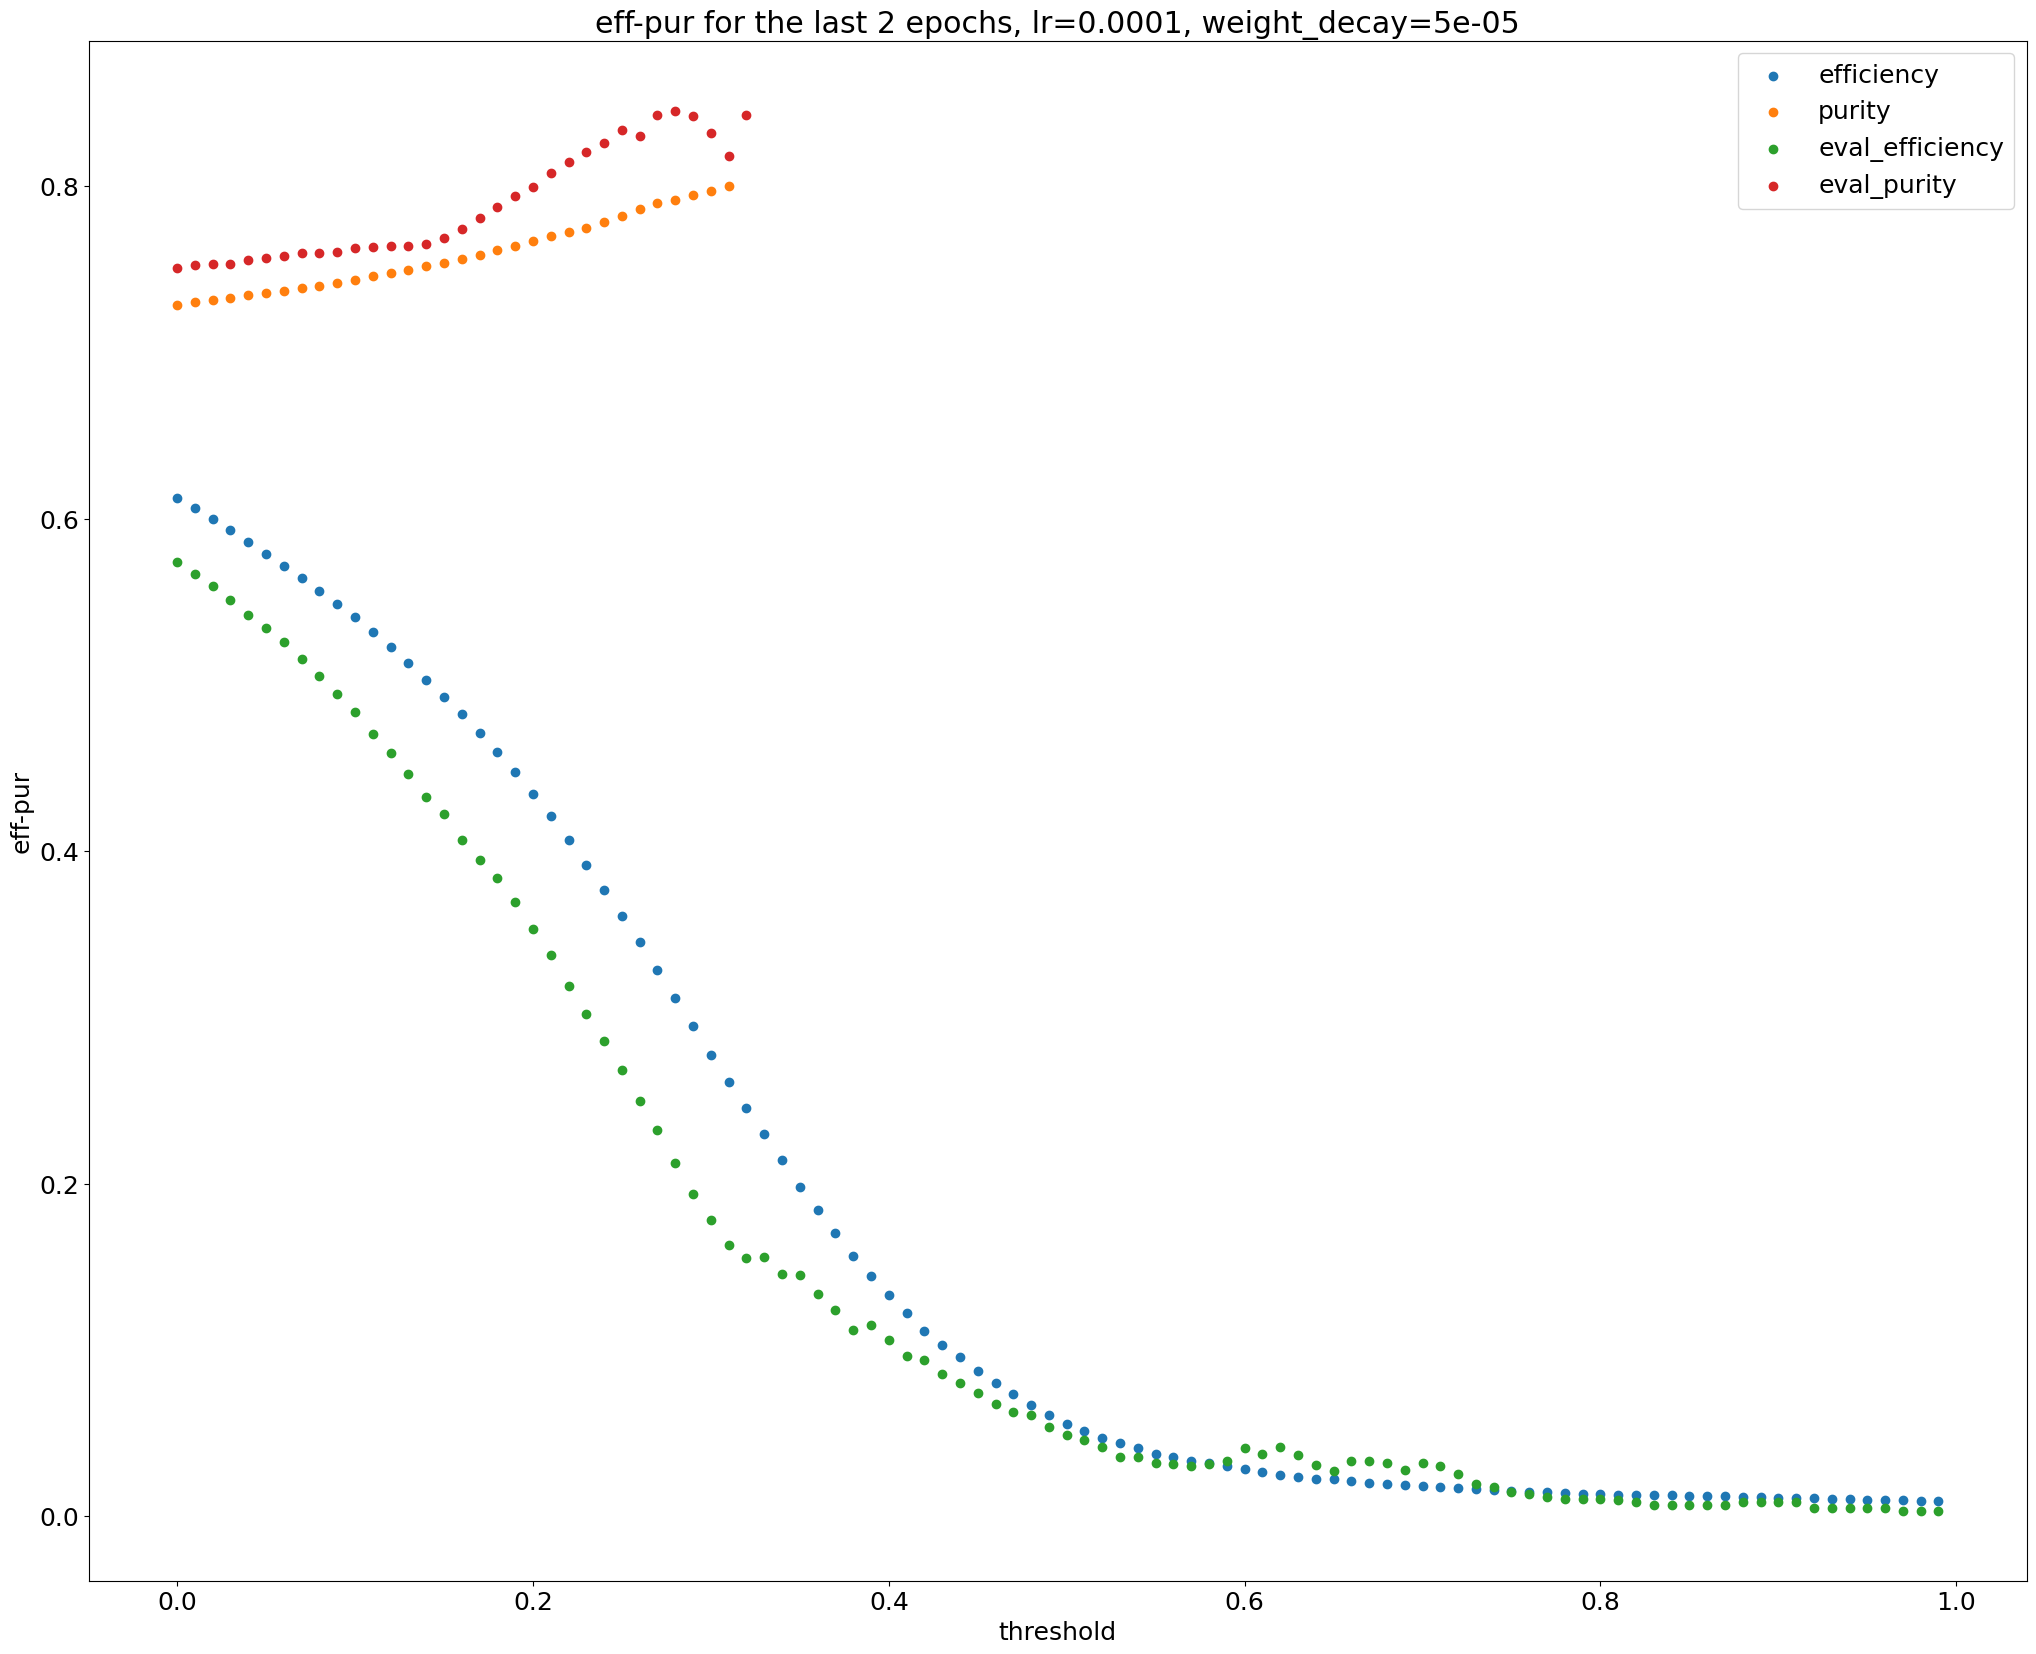 eff-pur for the last 2 epochs, lr=0.0001, weight_decay=5e-05
efficiency
purity
eval_efficiency
eval_purity
eff-pur
0.8
0.6
0.4
0.2
0.0
0.0 0.2 0.4 0.6 0.8 1.0
threshold